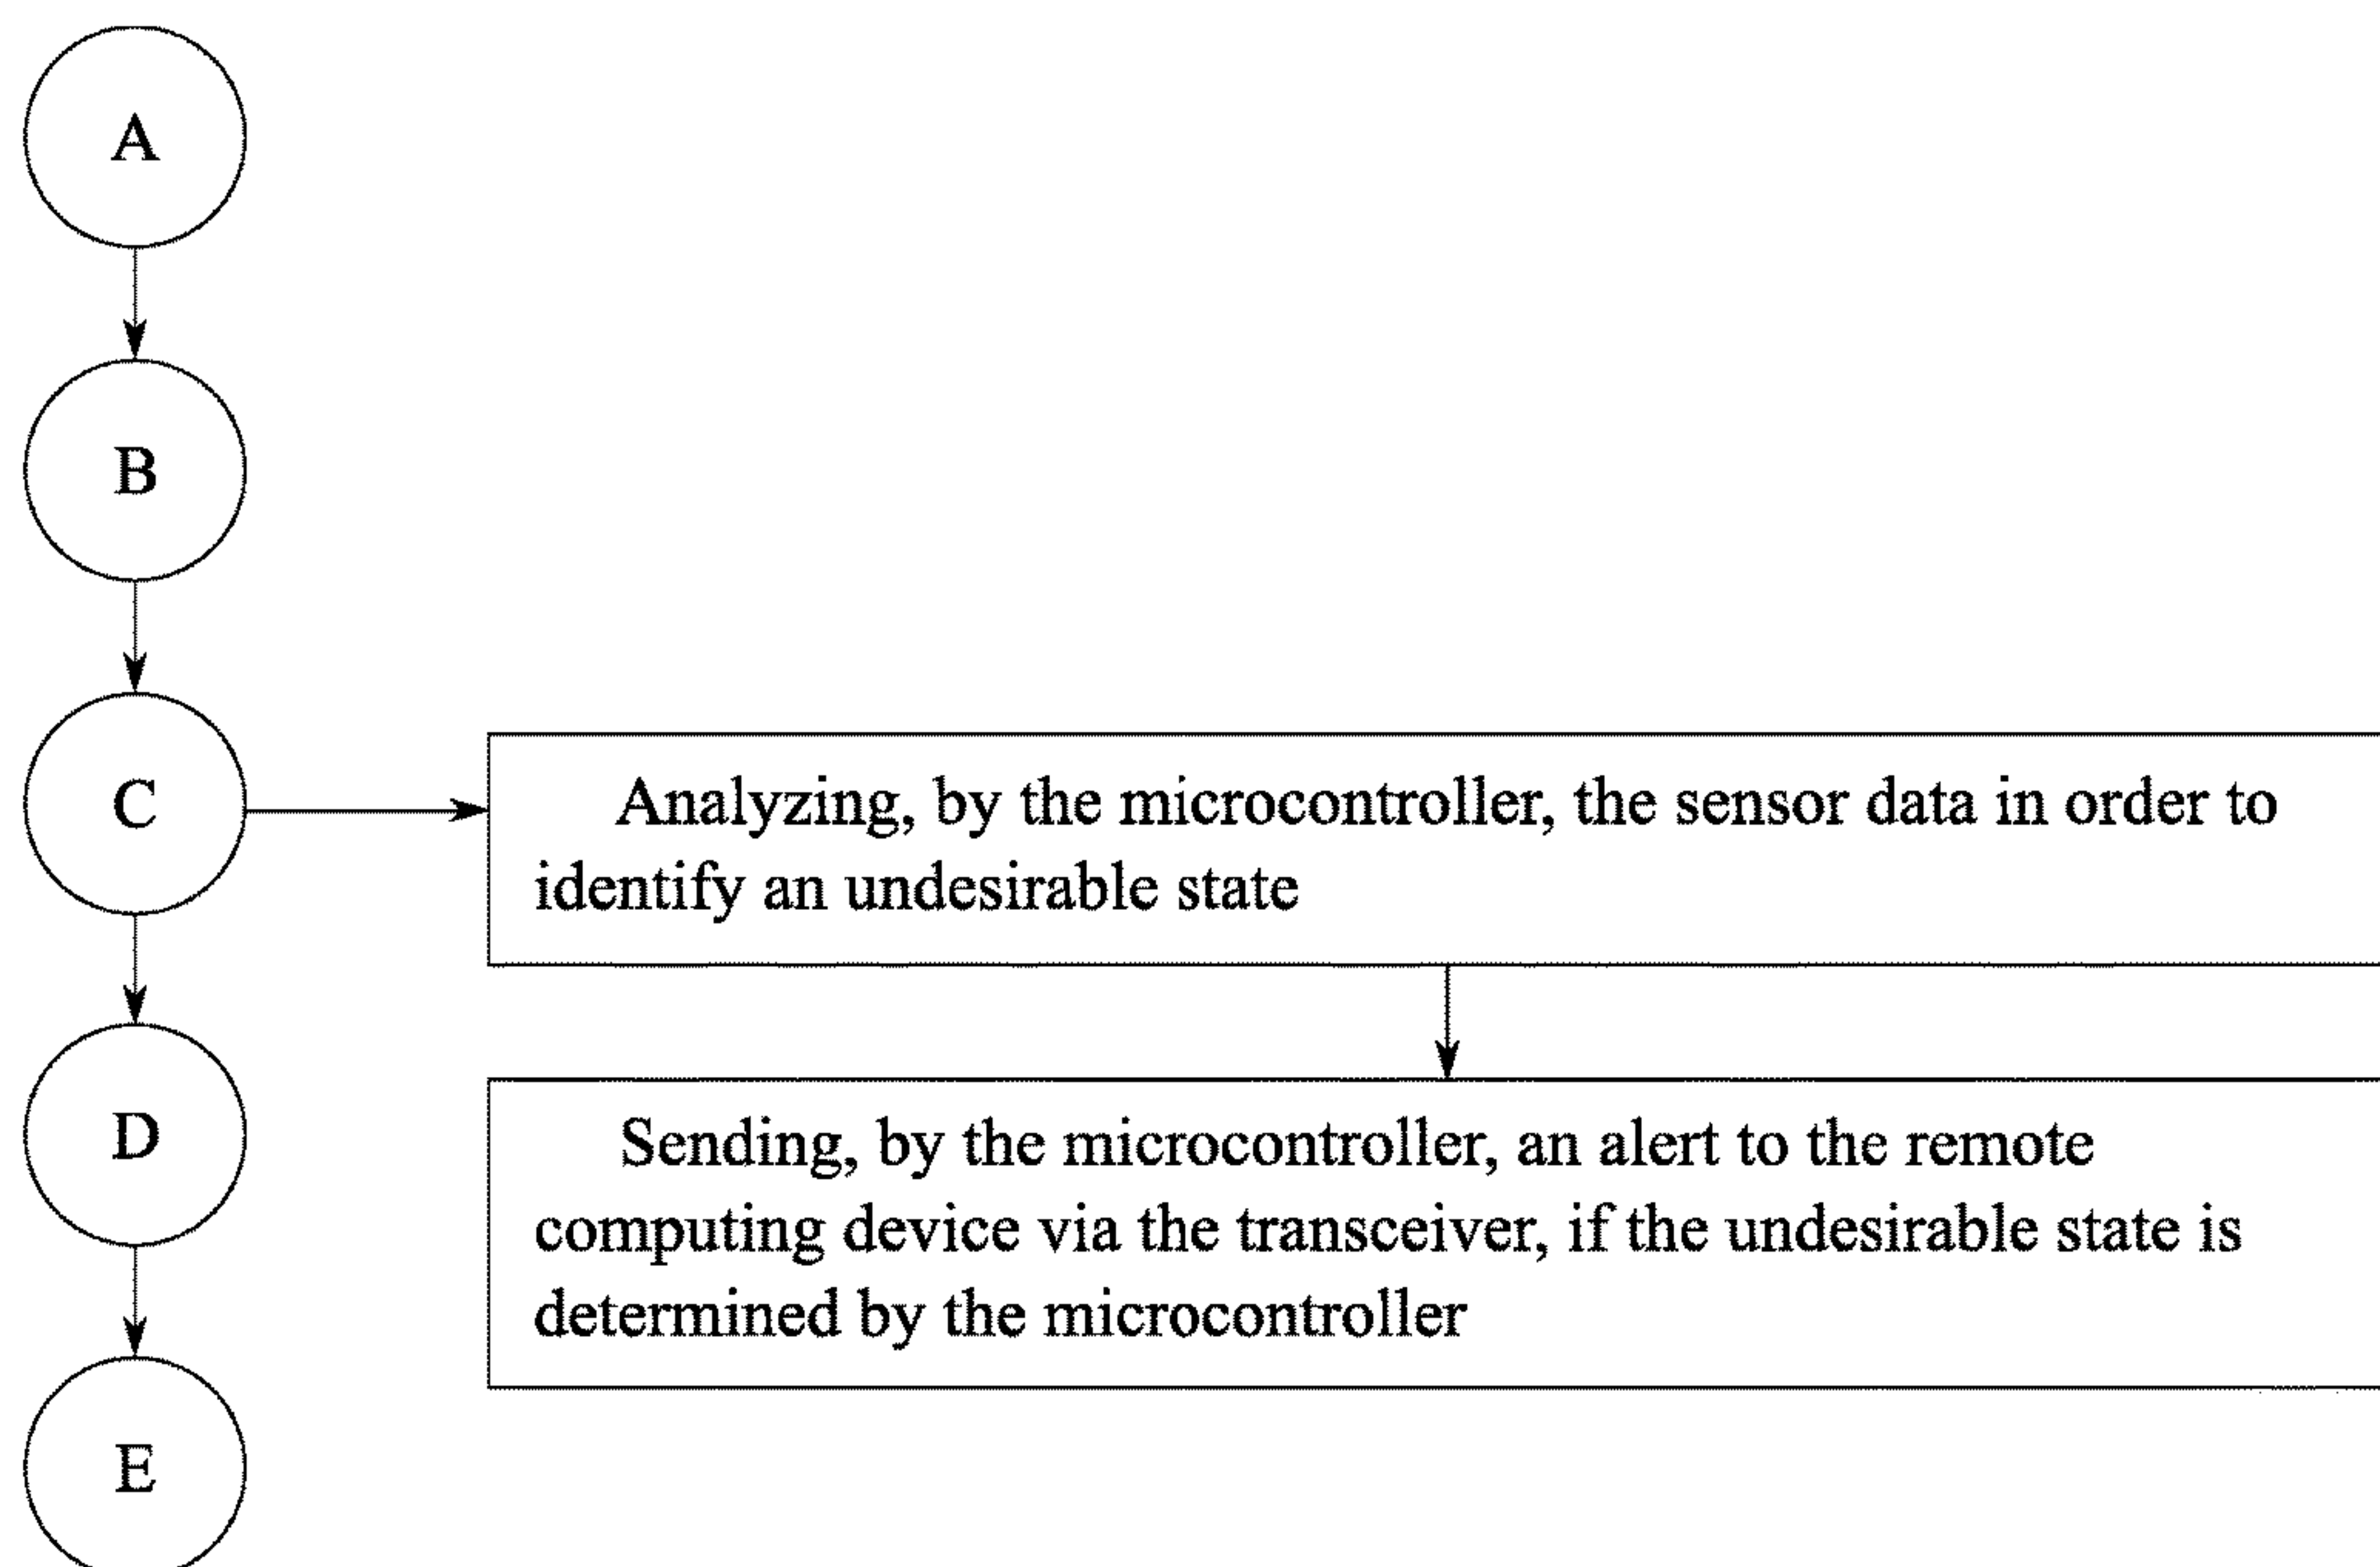 A
B
C
Analyzing, by the microcontroller, the sensor data in order to
identify an undesirable state
D
Sending, by the microcontroller, an alert to the remote
computing device via the transceiver, if the undesirable state is
determined by the microcontroller
E